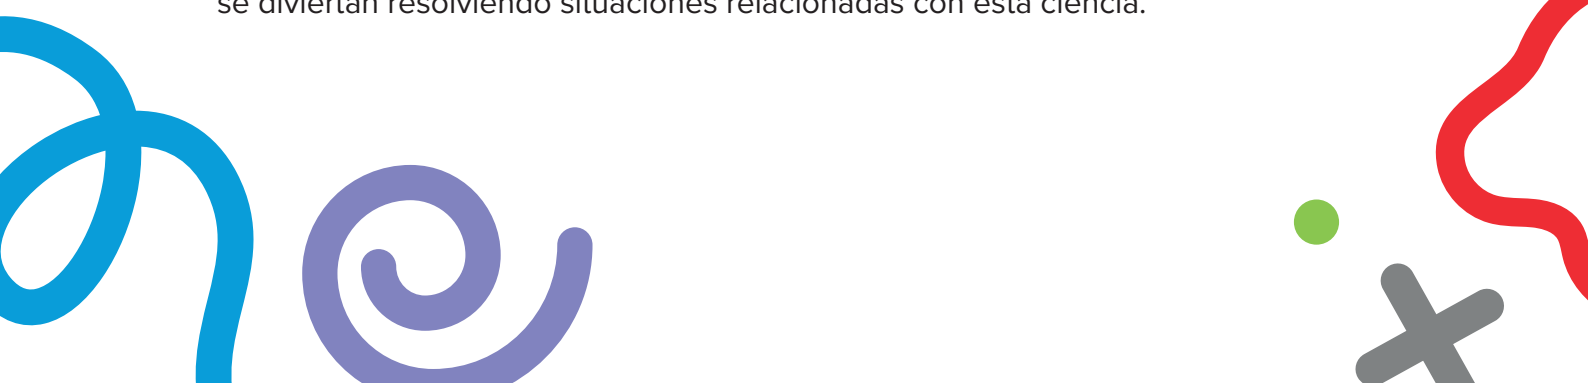 se diviertan resolviendo situaciones relacionadas con esta ciencia.